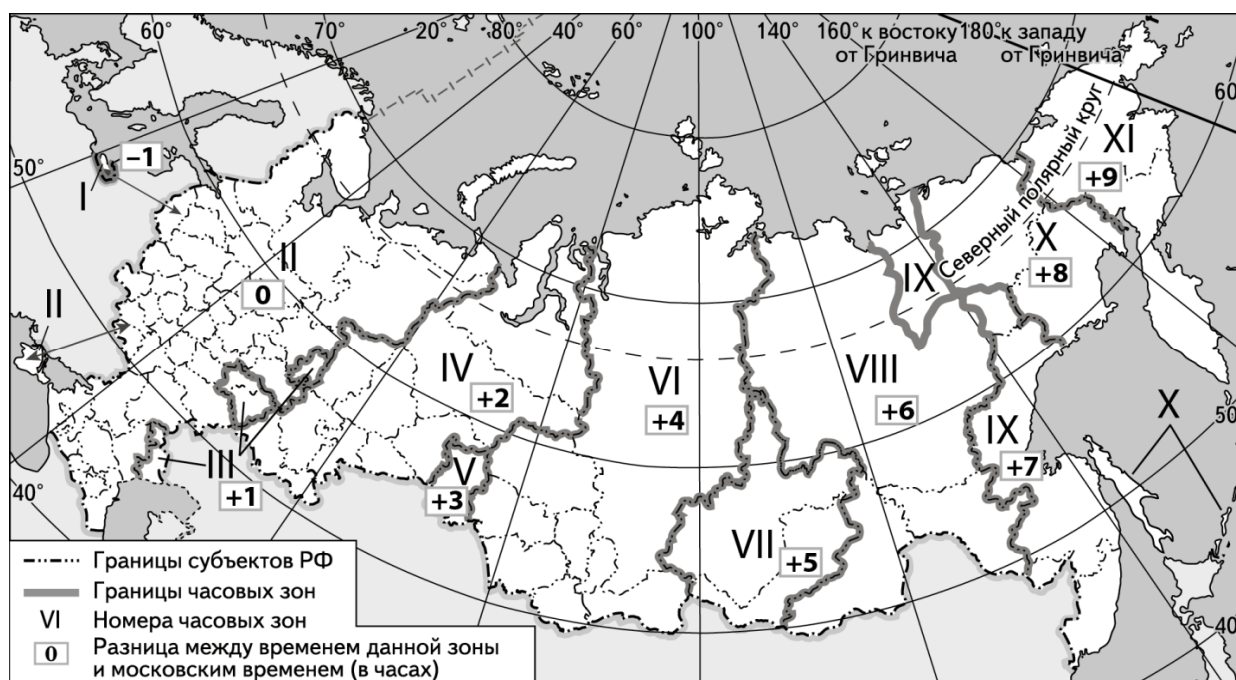 60°
70°
20°
80°
40°
60°
100°
140°
160° к востоку
от Гринвича
180° к западу
от Гринвича
60°
50°
–1
I
II
0
II
III
+1
IV
+2
V
+3
VI
+4
VII
+5
VIII
+6
IX
IX
+7
X
+8
XI
+9
Северный полярный круг
X
50°
40°
40°
Границы субъектов РФ
Границы часовых зон
VI Номера часовых зон
0 Разница между временем данной зоны
и московским временем (в часах)